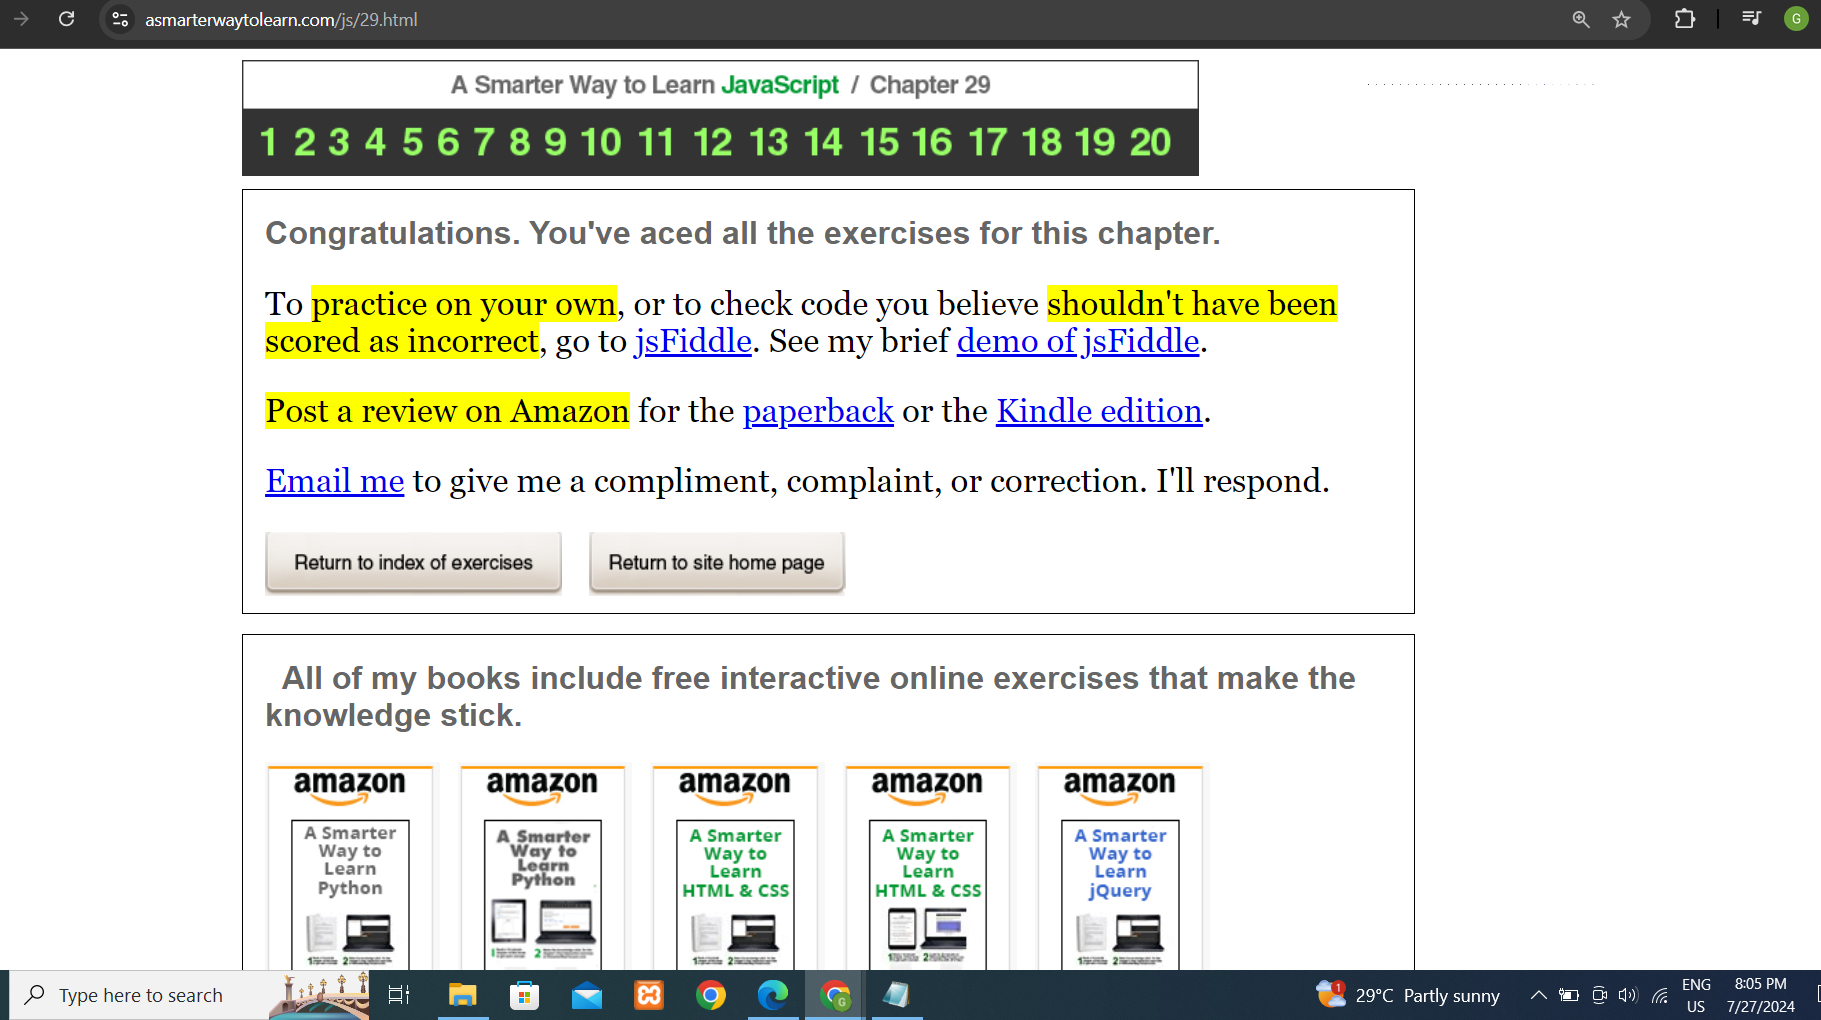 asmarterwaytolearn.com/js/29.html
G
A Smarter Way to Learn JavaScript / Chapter 29
1 2 3 4 5 6 7 8 9 10 11 12 13 14 15 16 17 18 19 20
Congratulations. You've aced all the exercises for this chapter.
To practice on your own, or to check code you believe shouldn't have been
scored as incorrect, go to jsFiddle. See my brief demo of jsFiddle.
Post a review on Amazon for the paperback or the Kindle edition.
Email me to give me a compliment, complaint, or correction. I'll respond.
Return to index of exercises Return to site home page
All of my books include free interactive online exercises that make the
knowledge stick.
amazon amazon amazon amazon amazon
A Smarter A Smarter A Smarter A Smarter A Smarter
Way to Way to Way to Way to Way to
Learn Learn Learn Learn Learn
Python Python HTML & CSS HTML & CSS jQuery
Type here to search
G
1
29°C Partly sunny
ENG 8:05 PM
US 7/27/2024